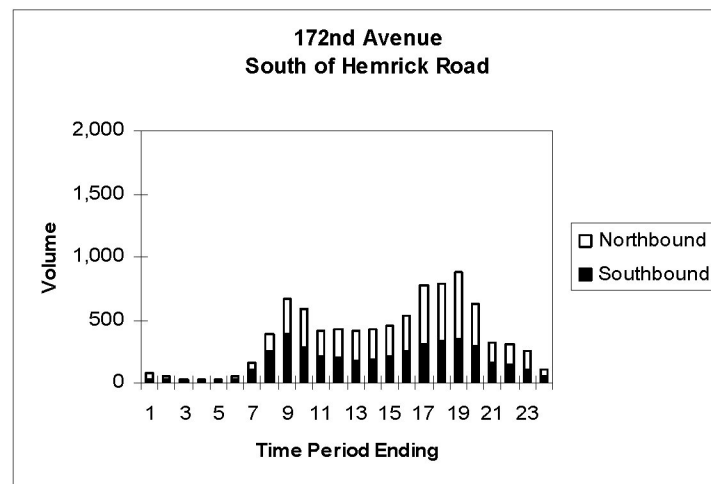 172nd Avenue
South of Hemrick Road
2,000
1,500
1,000
500
0
Volume
1 3 5 7 9 11 13 15 17 19 21 23
Time Period Ending
Northbound
Southbound